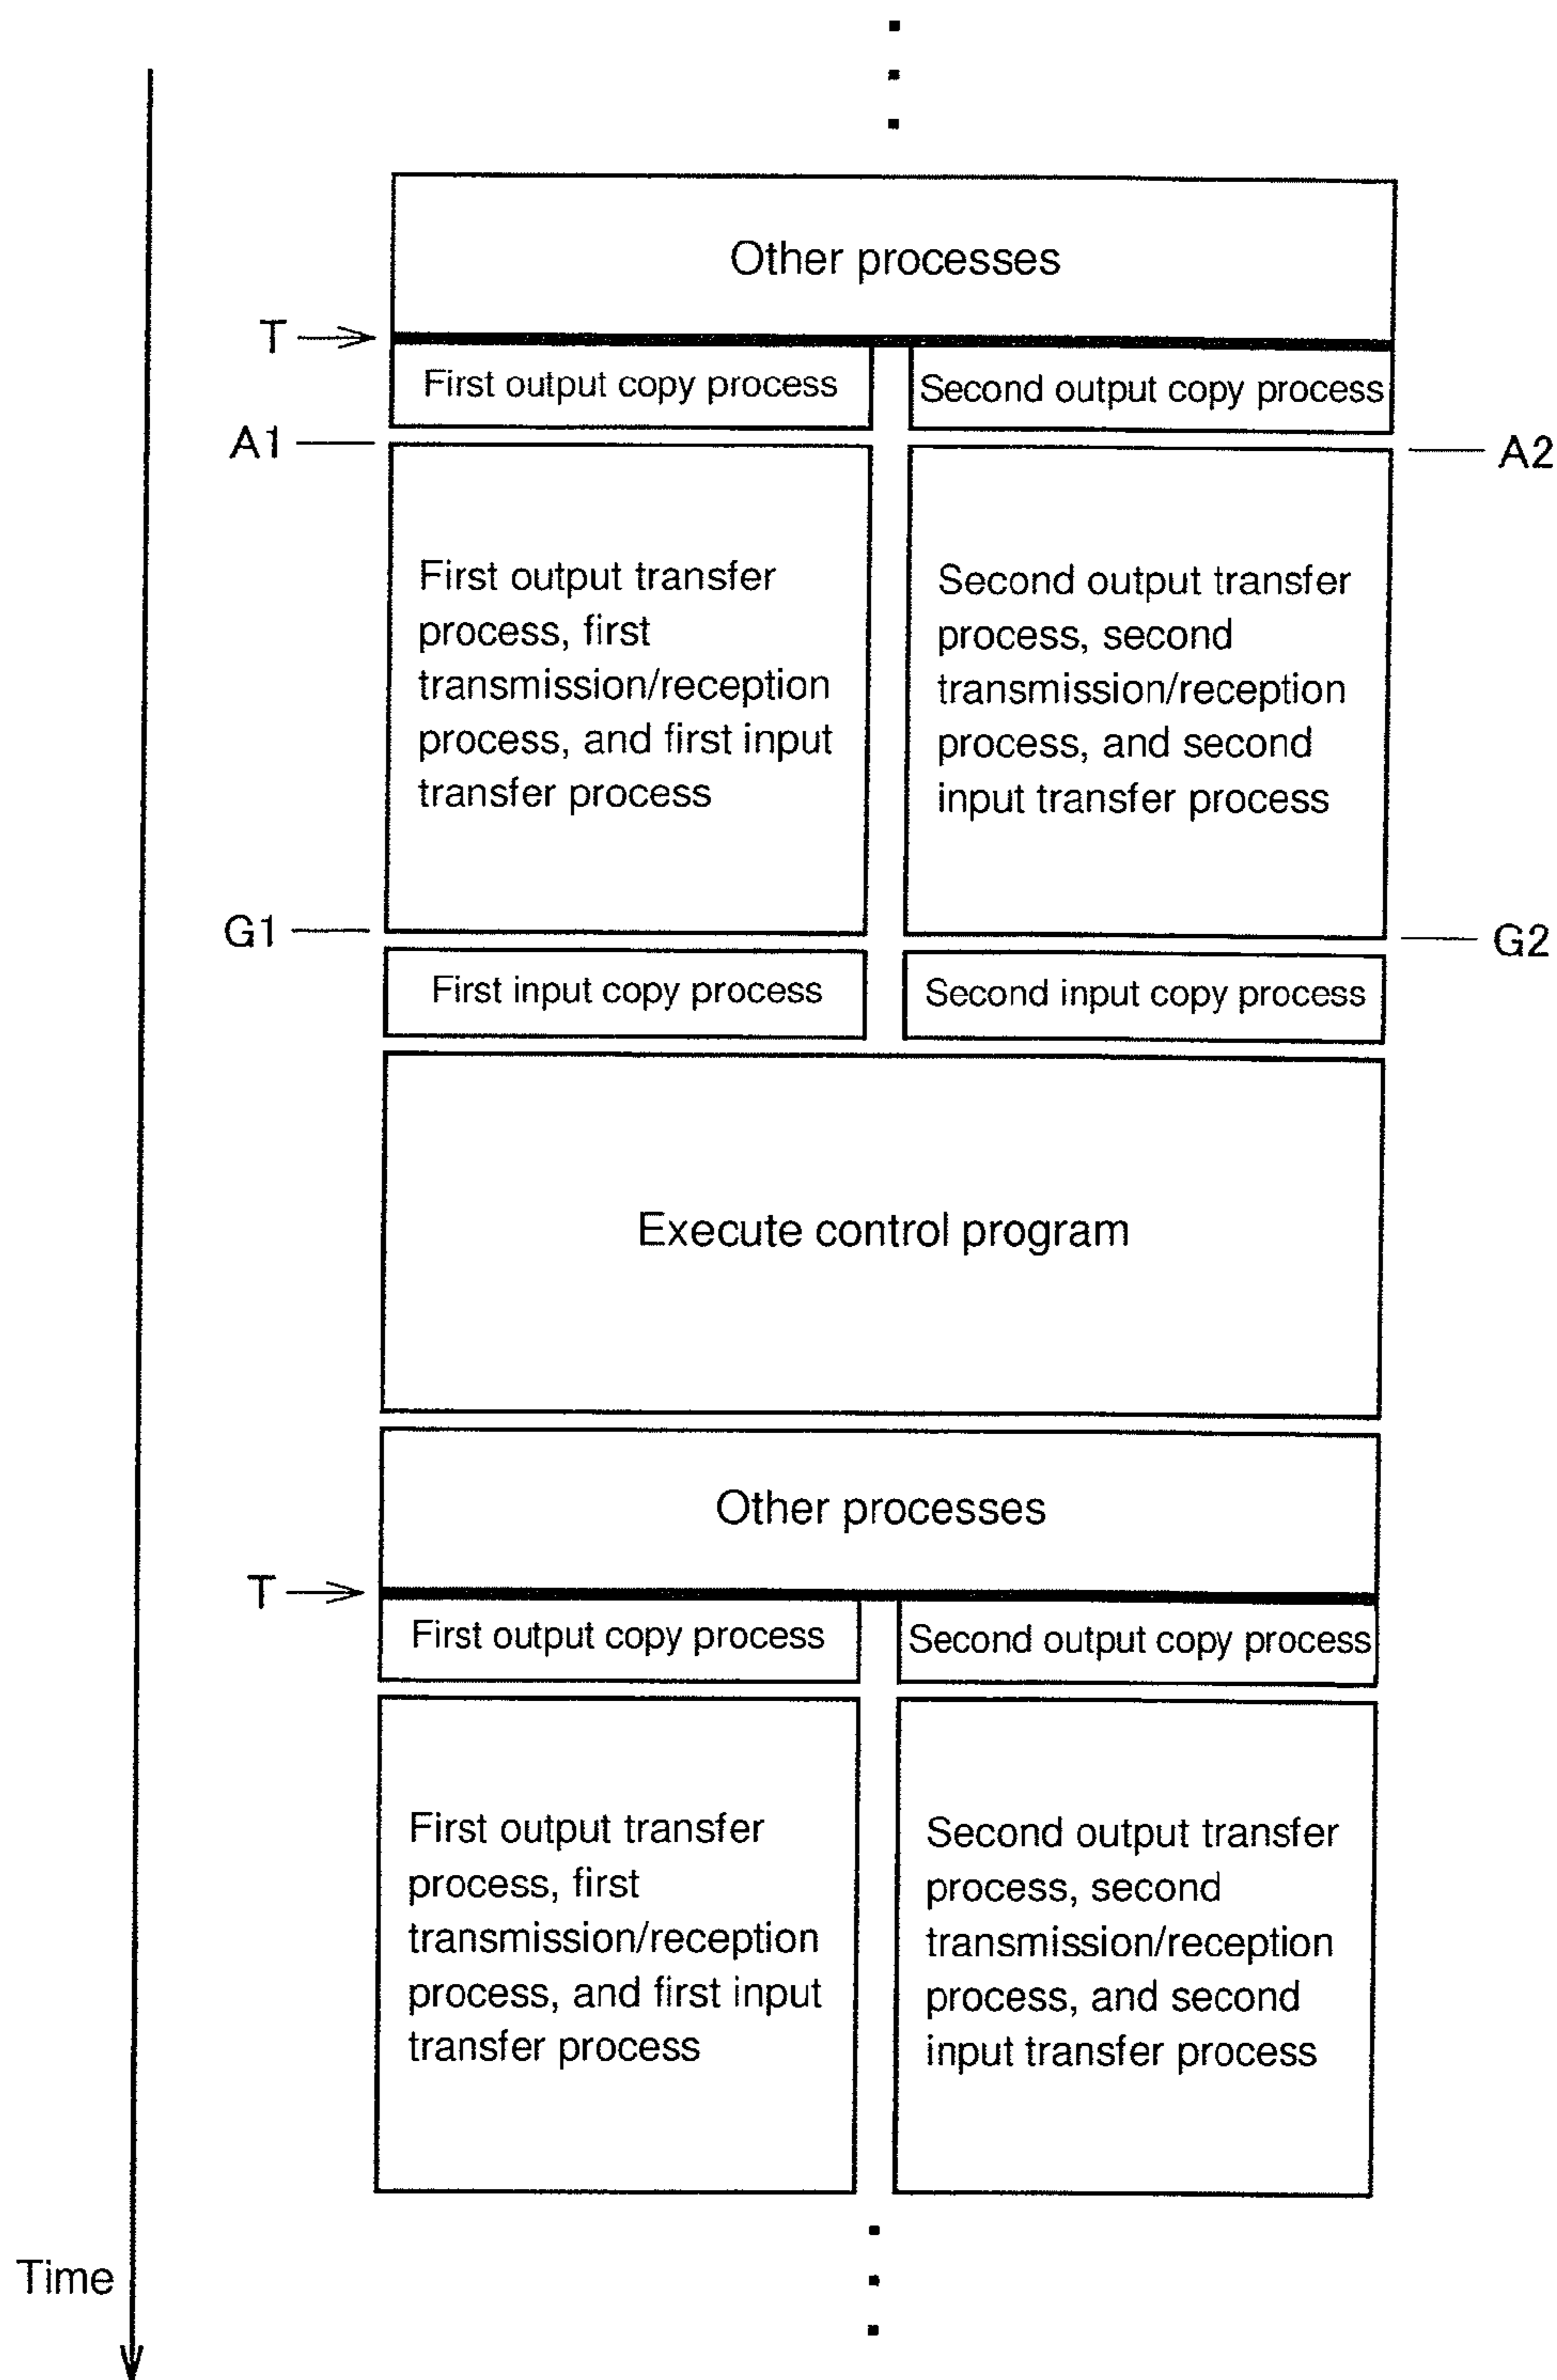 Other processes
T
First output copy process
Second output copy process
A1
A2
First output transfer
process, first
transmission/reception
process, and first input
transfer process
Second output transfer
process, second
transmission/reception
process, and second
input transfer process
G1
G2
First input copy process
Second input copy process
Execute control program
Other processes
T
First output copy process
Second output copy process
First output transfer
process, first
transmission/reception
process, and first input
transfer process
Second output transfer
process, second
transmission/reception
process, and second
input transfer process
Time